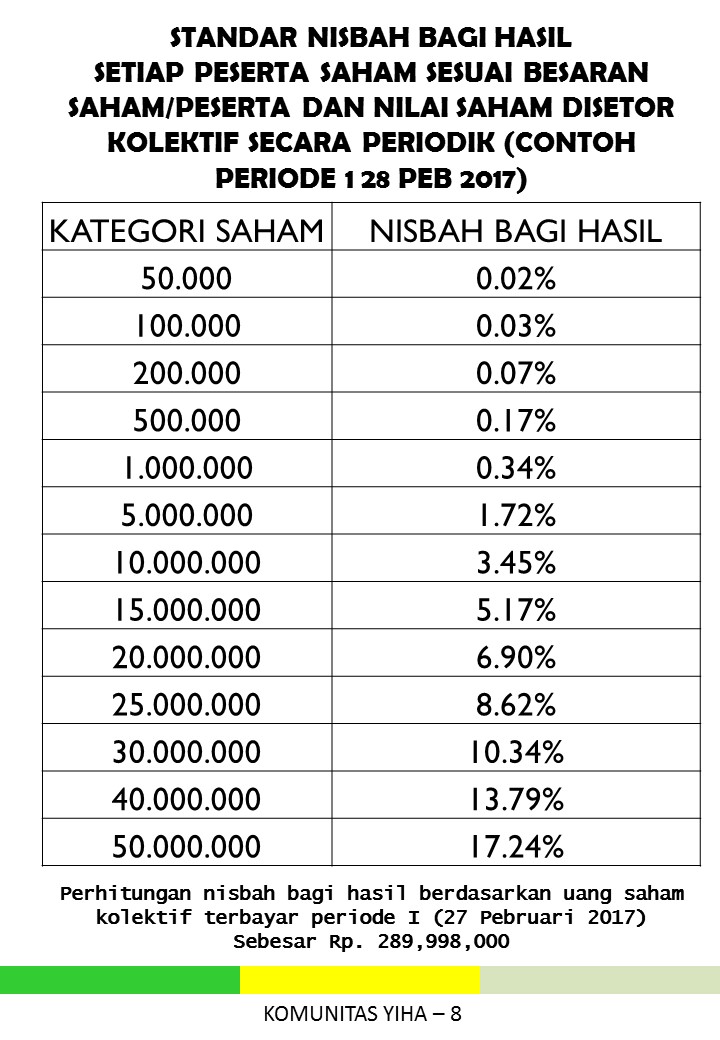 STANDAR NISBAH BAGI HASIL
SETIAP PESERTA SAHAM SESUAI BESARAN
SAHAM/PESERTA DAN NILAI SAHAM DISETOR
KOLEKTIF SECARA PERIODIK (CONTOH
PERIODE 1 28 PEB 2017)
KATEGORI SAHAM NISBAH BAGI HASIL
50.000 0.02%
100.000 0.03%
200.000 0.07%
500.000 0.17%
1.000.000 0.34%
5.000.000 1.72%
10.000.000 3.45%
15.000.000 5.17%
20.000.000 6.90%
25.000.000 8.62%
30.000.000 10.34%
40.000.000 13.79%
50.000.000 17.24%
Perhitungan nisbah bagi hasil berdasarkan uang saham
kolektif terbayar periode I (27 Pebruari 2017)
Sebesar Rp. 289,998,000
KOMUNITAS YIHA – 8